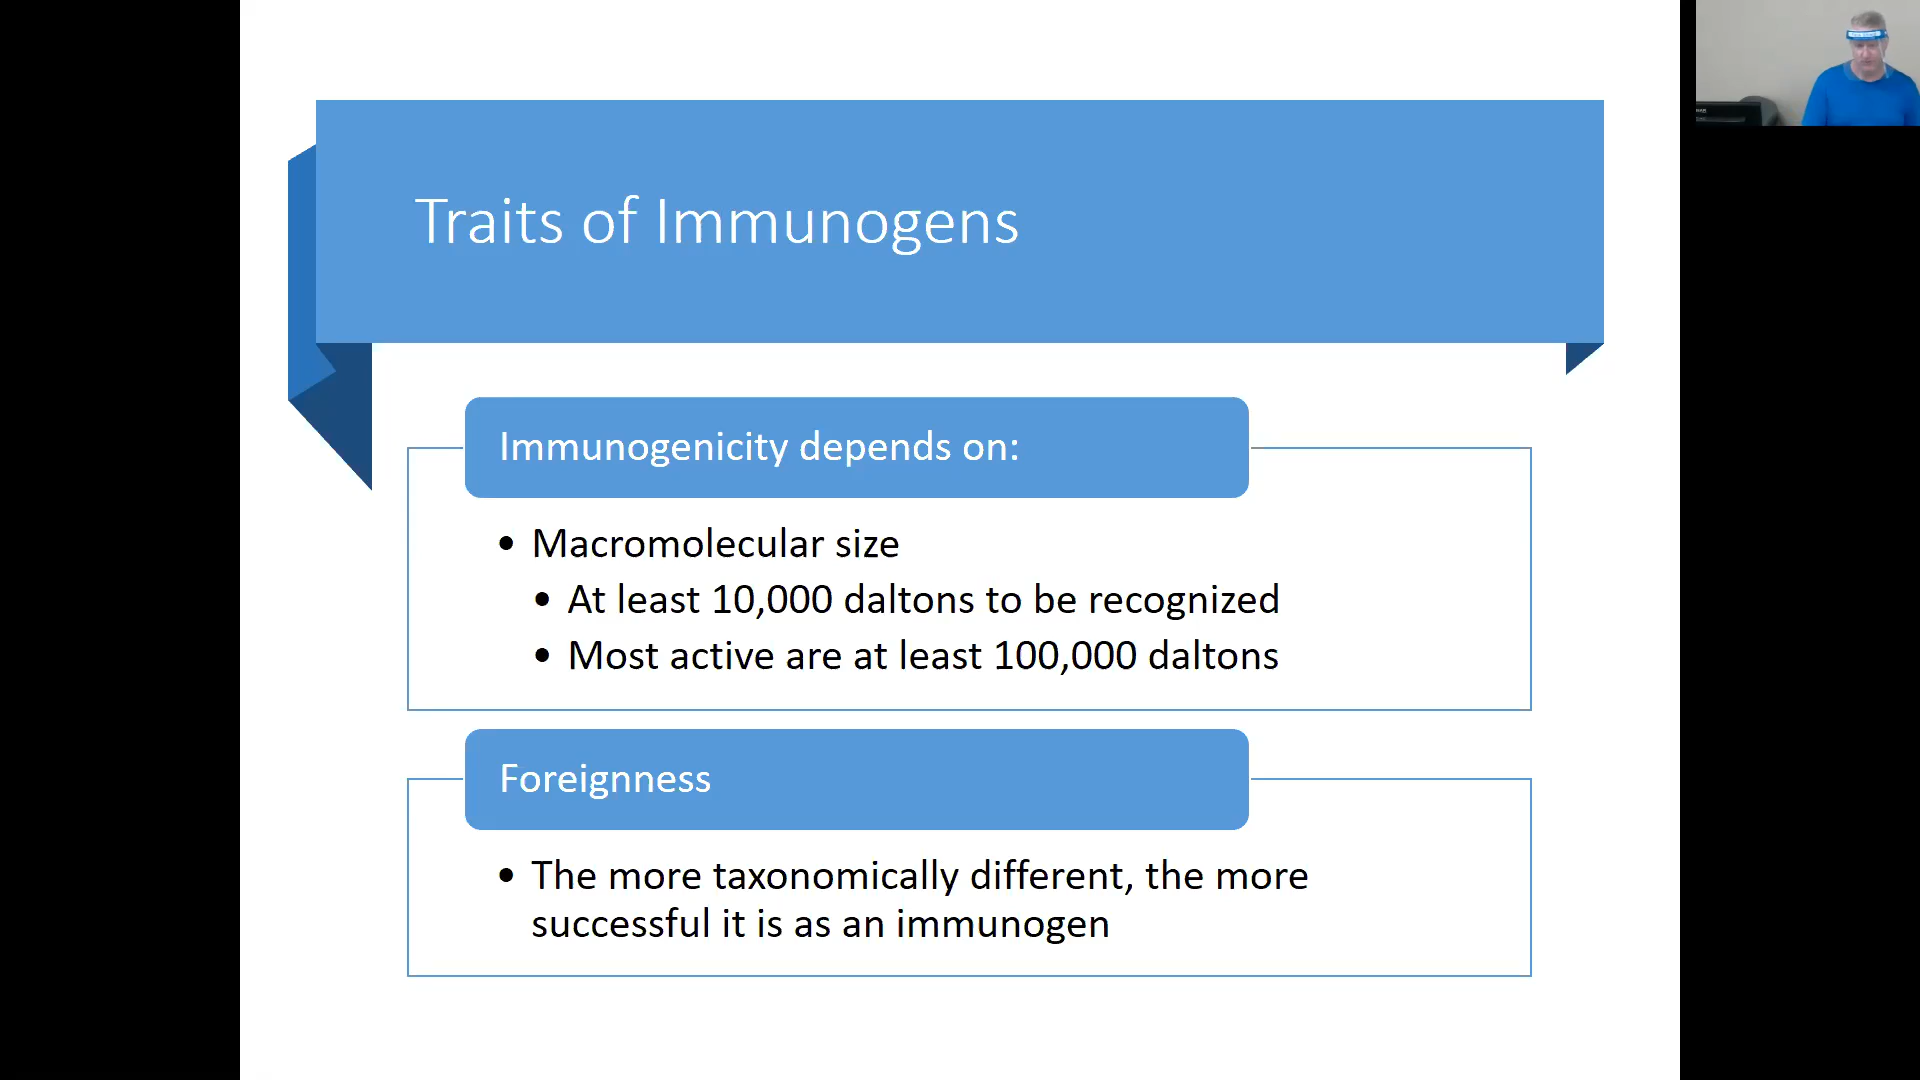 Traits of Immunogens
Immunogenicity depends on:
• Macromolecular size
• At least 10,000 daltons to be recognized
• Most active are at least 100,000 daltons
Foreignness
• The more taxonomically different, the more
successful it is as an immunogen